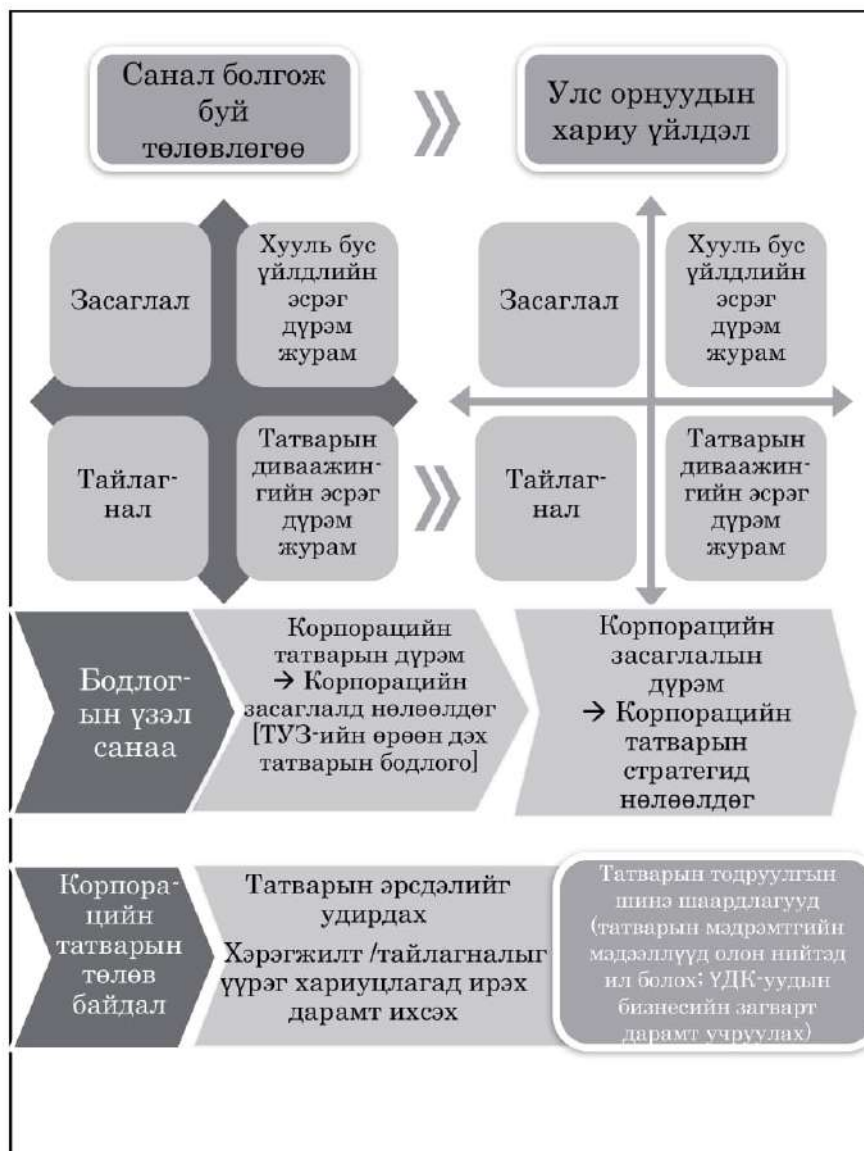 Санал болгож
буй
төлөвлөгөө
Улс орнуудын
хариу үйлдэл
Засаглал
Хууль бус
үйлдлийн
эсрэг
дүрэм
журам
Тайлаг-
нал
Татварын
диваажин-
гийн эсрэг
дүрэм
журам
Засаглал
Хууль бус
үйлдлийн
эсрэг
дүрэм
журам
Тайлаг-
нал
Татварын
диваажин-
гийн эсрэг
дүрэм
журам
Бодлог-
ын үзэл
санаа
Корпорацийн
татварын дүрэм
→ Корпорацийн
засаглалд нөлөөлдөг
[ТУЗ-ийн өрөөн дэх
татварын бодлого]
Корпорацийн
засаглалын
дүрэм
→ Корпорацийн
татварын
стратегид
нөлөөлдөг
Корпора-
цийн
татварын
төлөв
байдал
Татварын эрсдэлийг
удирдах
Хэрэгжилт /тайлагналыг
үүрэг хариуцлагад ирэх
дарамт ихсэх
Татварын тодруулгын
шинэ шаардлагууд
(татварын мэдрэмтгийн
мэдээллүүд олон нийтэд
ил болох; ҮДК-уудын
бизнесийн загварт
дарамт учруулах)